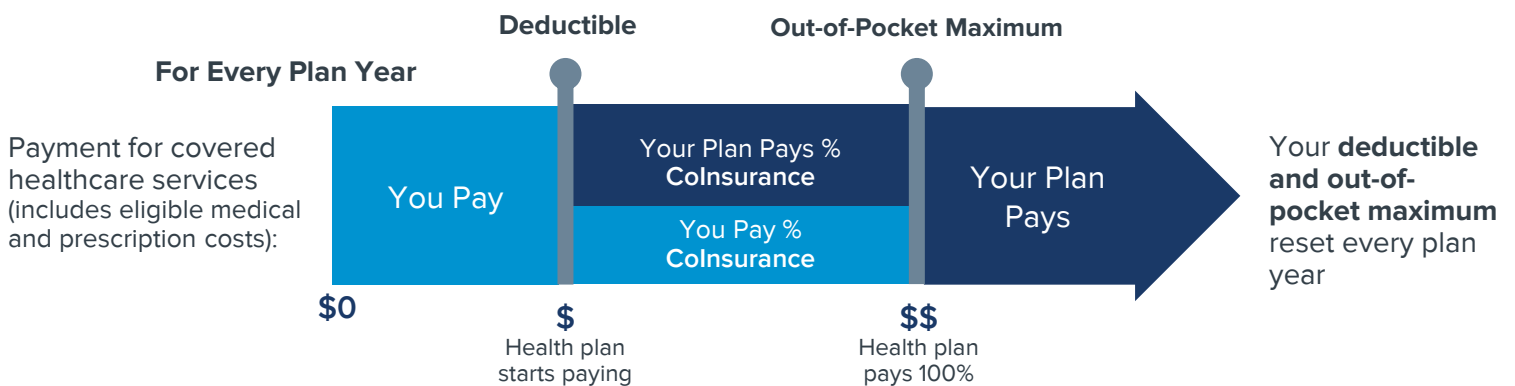 Deductible
Out-of-Pocket Maximum
For Every Plan Year
Payment for covered
healthcare services
(includes eligible medical
and prescription costs):
You Pay
Your Plan Pays %
CoInsurance
You Pay %
CoInsurance
Your Plan
Pays
Your deductible
and out-of-
pocket maximum
reset every plan
year
$0
$
Health plan
starts paying
$$
Health plan
pays 100%